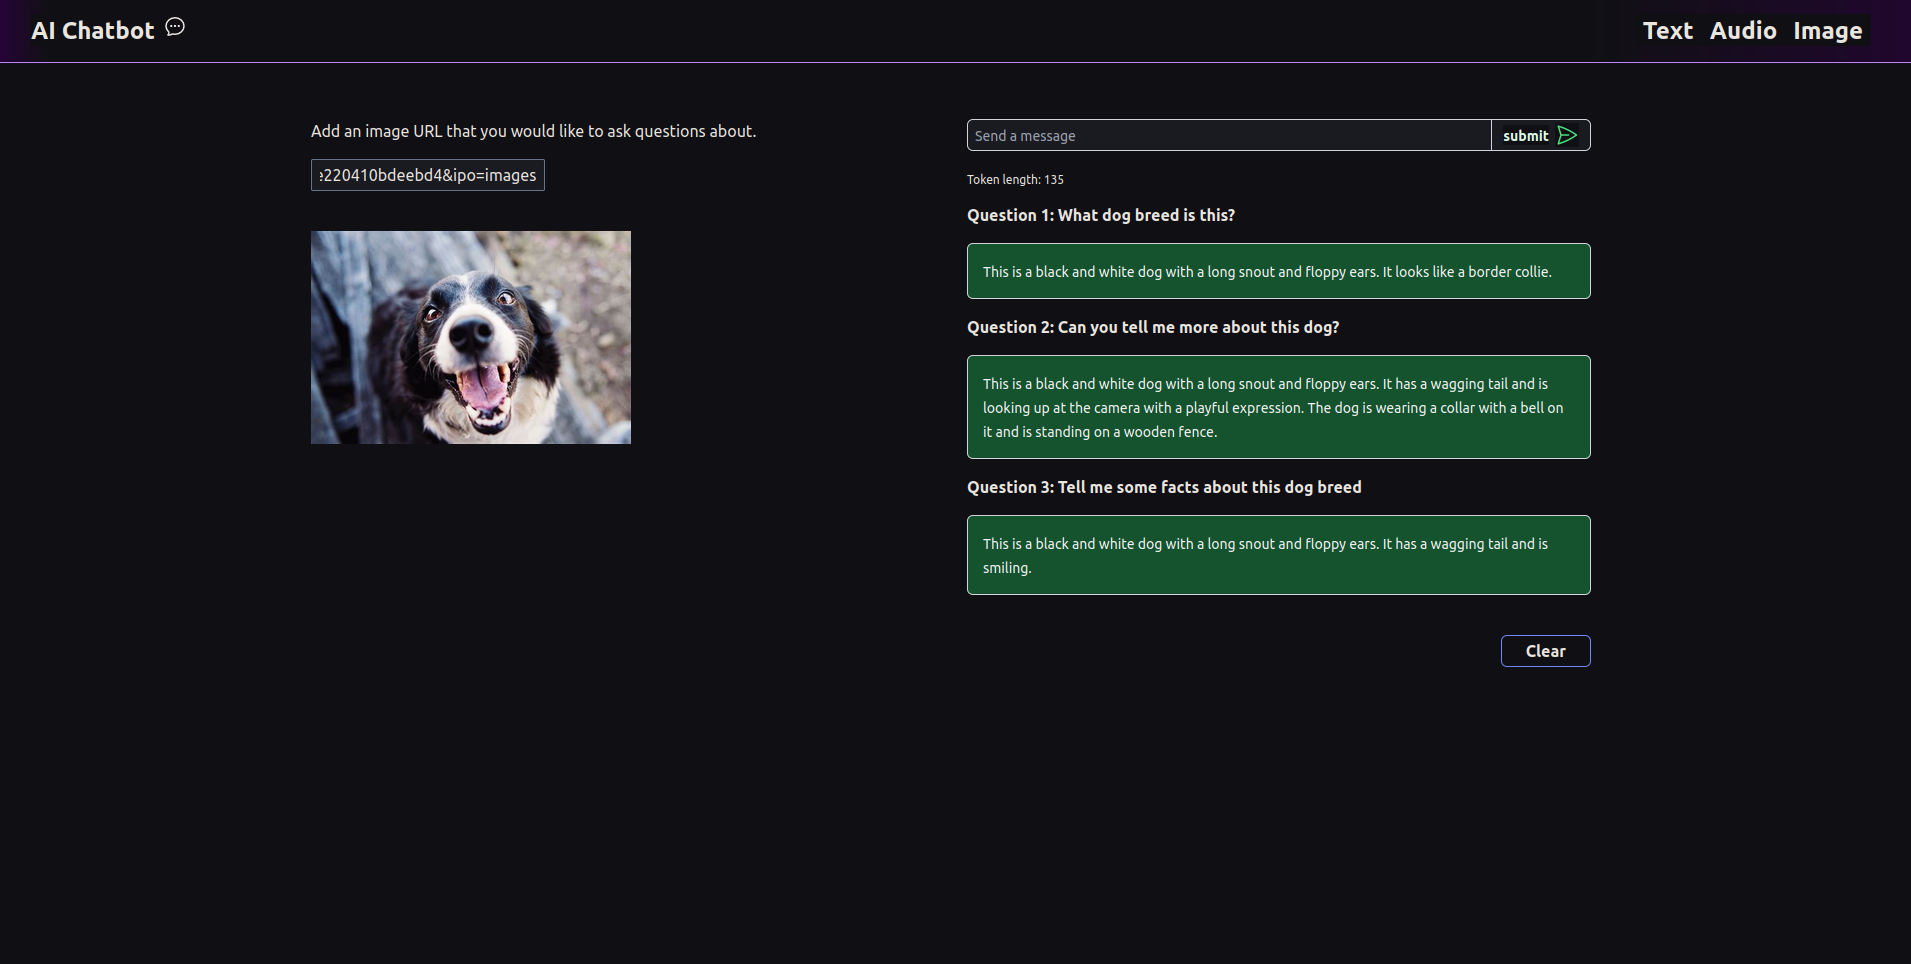 AI Chatbot
Text Audio Image
Add an image URL that you would like to ask questions about.
220410bdeebd4&ipo=images
Send a message
submit
Token length: 135
Question 1: What dog breed is this?
This is a black and white dog with a long snout and floppy ears. It looks like a border collie.
Question 2: Can you tell me more about this dog?
This is a black and white dog with a long snout and floppy ears. It has a wagging tail and is
looking up at the camera with a playful expression. The dog is wearing a collar with a bell on
it and is standing on a wooden fence.
Question 3: Tell me some facts about this dog breed
This is a black and white dog with a long snout and floppy ears. It has a wagging tail and is
smiling.
Clear